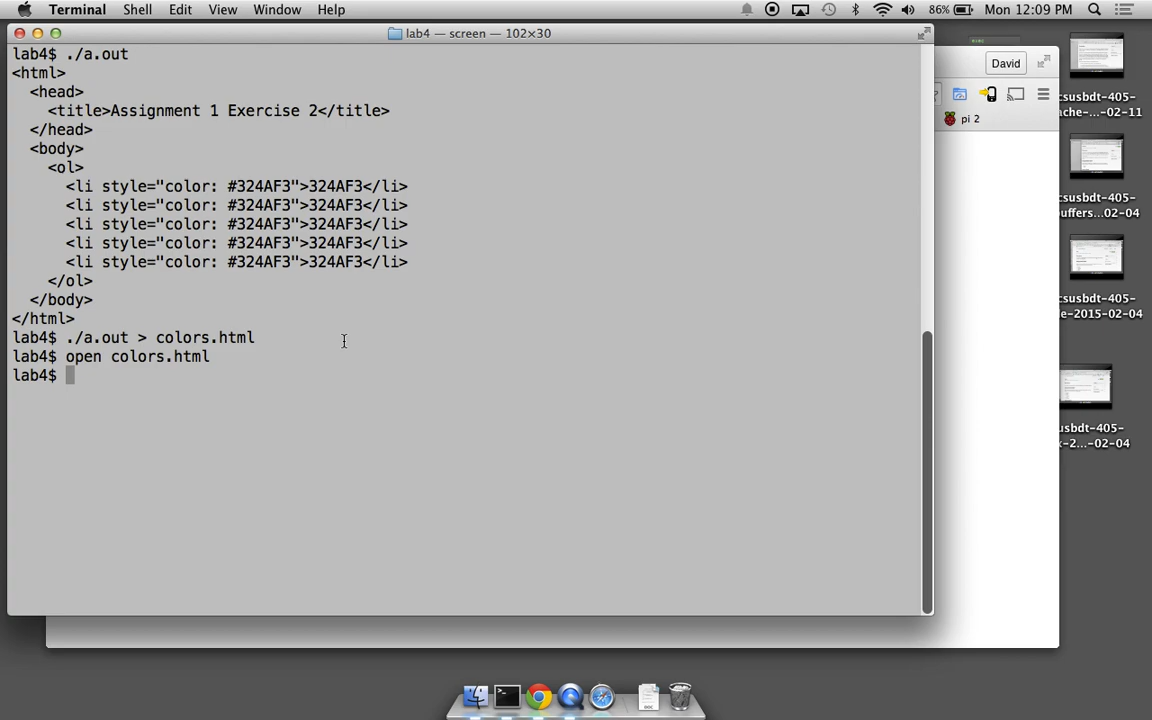 Terminal Shell Edit View Window Help 86% Mon 12:09 PM
lab4 — screen — 102×30
lab4$ ./a.out
<html>
  <head>
    <title>Assignment 1 Exercise 2</title>
  </head>
  <body>
    <ol>
      <li style="color: #324AF3">324AF3</li>
      <li style="color: #324AF3">324AF3</li>
      <li style="color: #324AF3">324AF3</li>
      <li style="color: #324AF3">324AF3</li>
      <li style="color: #324AF3">324AF3</li>
    </ol>
  </body>
</html>
lab4$ ./a.out > colors.html
lab4$ open colors.html
lab4$
David
pi 2
csusbdt-405
ache-...-02-11
csusbdt-405
uffers...02-04
csusbdt-405
e-2015-02-04
usbdt-405-
x-2...-02-04
DOC